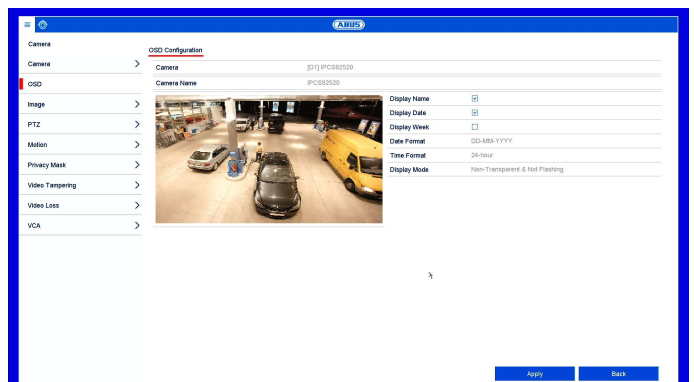 ABUS
Camera
Camera
OSD
Image
PTZ
Motion
Privacy Mask
Video Tampering
Video Loss
VCA
OSD Configuration
Camera [D1] IPCS82520
Camera Name IPCS82520
Display Name
Display Date
Display Week
Date Format DD-MM-YYYY
Time Format 24-hour
Display Mode Non-Transparent & Not Flashing
Apply Back